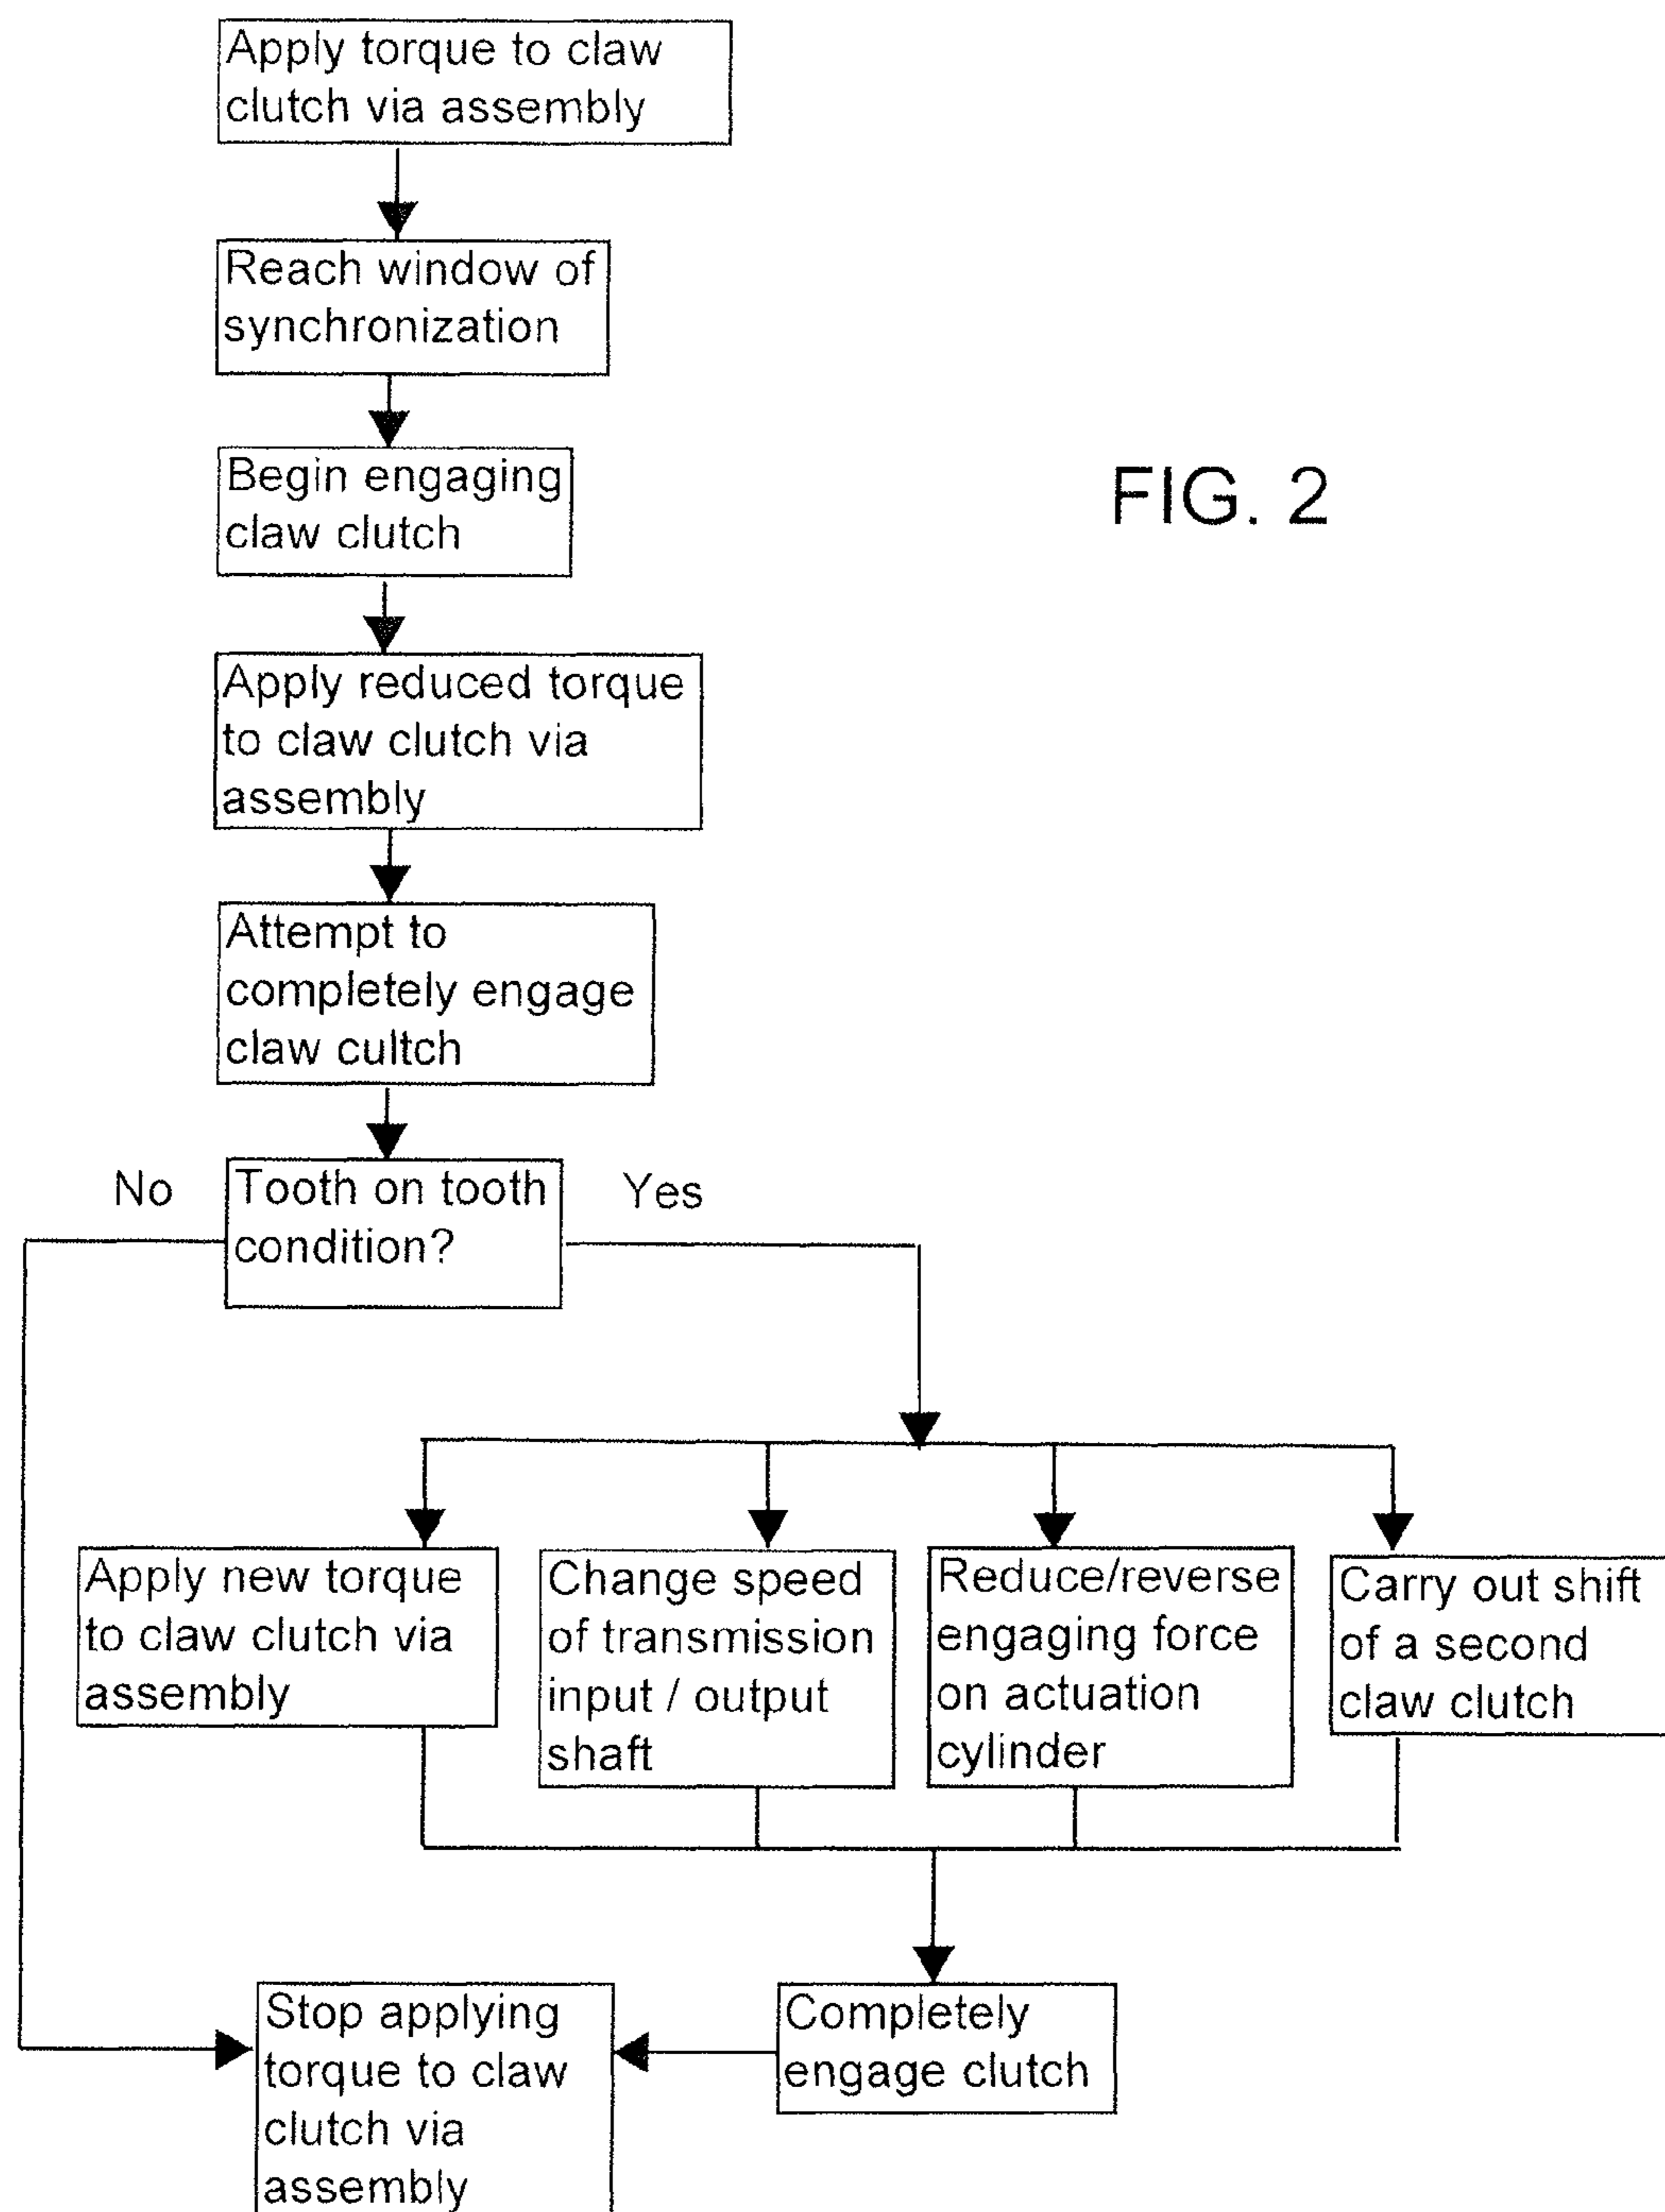 Apply torque to claw
clutch via assembly
Reach window of
synchronization
Begin engaging
claw clutch
FIG. 2
Apply reduced torque
to claw clutch via
assembly
Attempt to
completely engage
claw cultch
No
Tooth on tooth
condition?
Yes
Apply new torque
to claw clutch via
assembly
Change speed
of transmission
input / output
shaft
Reduce/reverse
engaging force
on actuation
cylinder
Carry out shift
of a second
claw clutch
Stop applying
torque to claw
clutch via
assembly
Completely
engage clutch